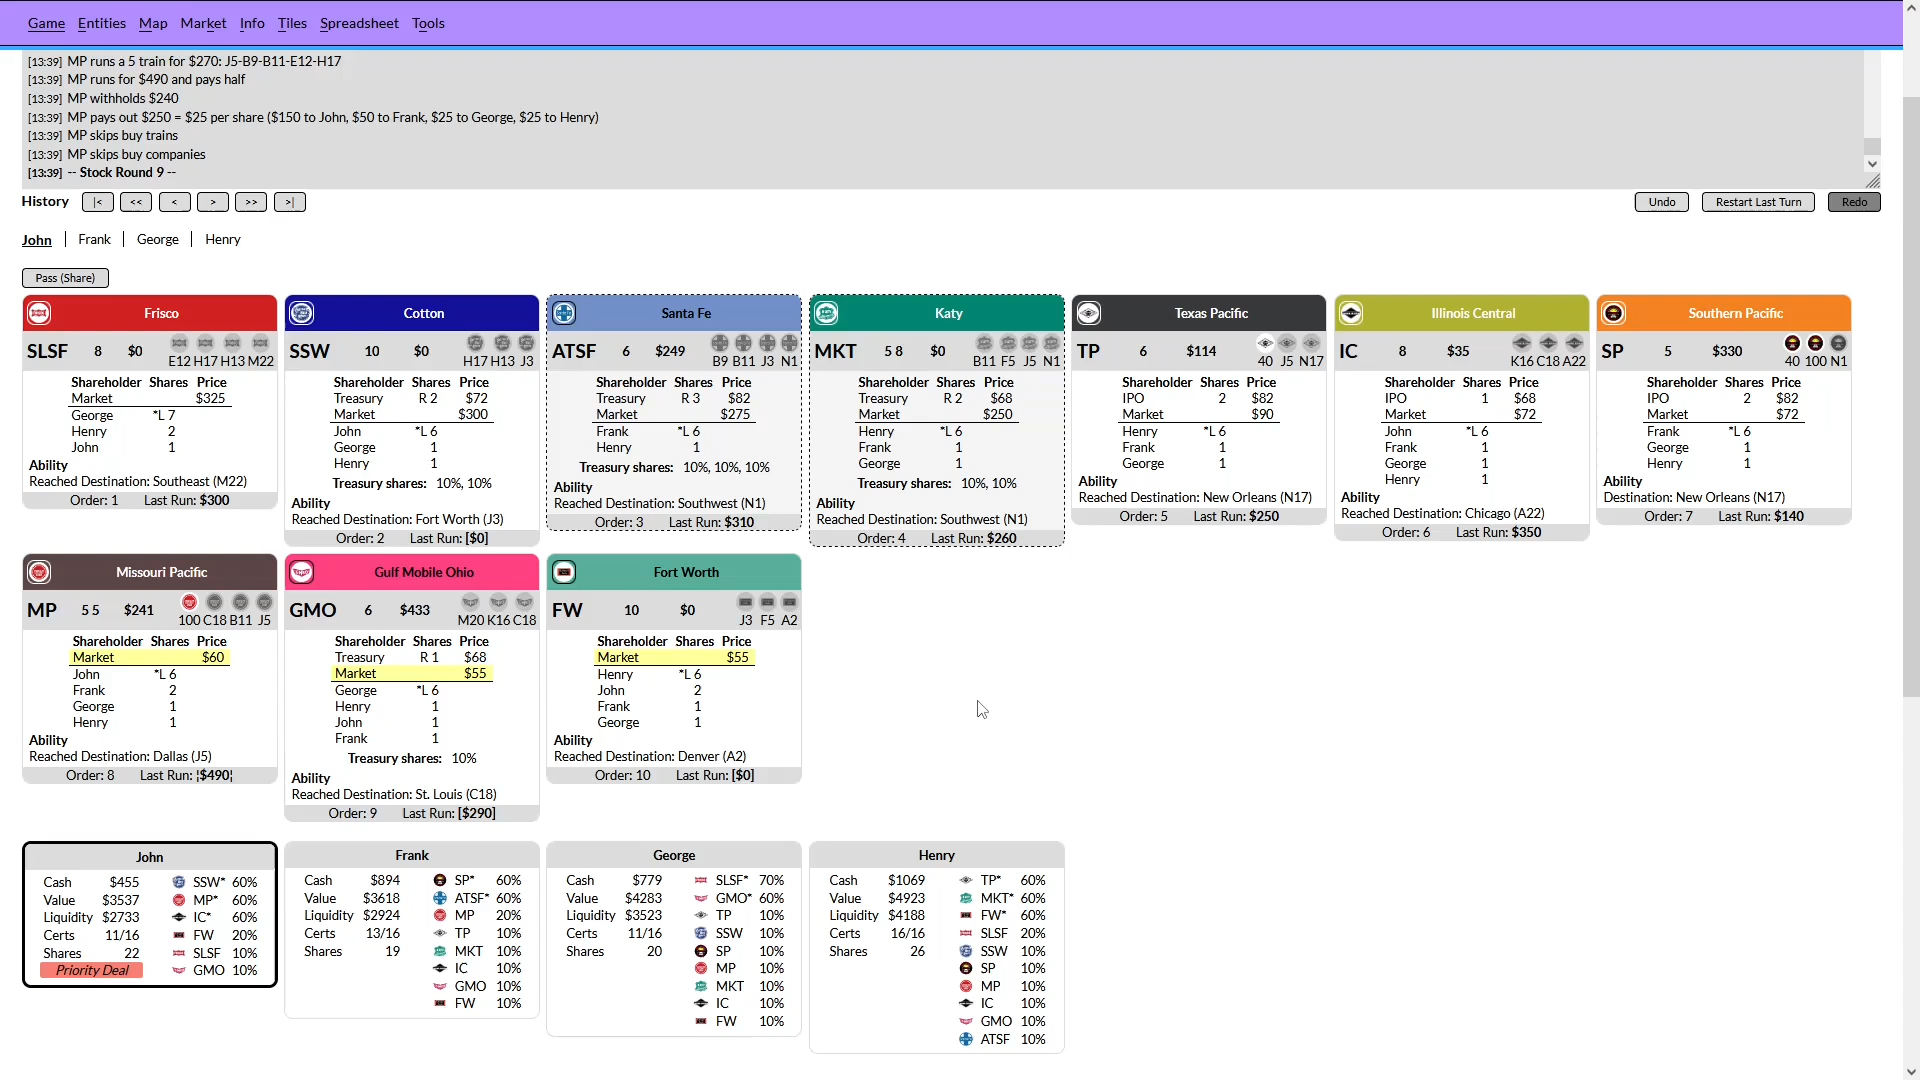 Game Entities Map Market Info Tiles Spreadsheet Tools
[13:39] MP runs a 5 train for $270: J5-B9-B11-E12-H17
[13:39] MP runs for $490 and pays half
[13:39] MP withholds $240
[13:39] MP pays out $250 = $25 per share ($150 to John, $50 to Frank, $25 to George, $25 to Henry)
[13:39] MP skips buy trains
[13:39] MP skips buy companies
[13:39] -- Stock Round 9 --
History |< << < > >> >| Undo Restart Last Turn Redo
John Frank George Henry
Pass (Share)
Frisco
SLSF 8 $0 E12 H17 H13 M22
Shareholder Shares Price
Market $325
George *L 7
Henry 2
John 1
Ability
Reached Destination: Southeast (M22)
Order: 1 Last Run: $300
Cotton
SSW 10 $0 H17 H13 J3
Shareholder Shares Price
Treasury R 2 $72
Market $300
John *L 6
George 1
Henry 1
Treasury shares: 10%, 10%
Ability
Reached Destination: Fort Worth (J3)
Order: 2 Last Run: [$0]
Santa Fe
ATSF 6 $249 B9 B11 J3 N1
Shareholder Shares Price
Treasury R 3 $82
Market $275
Frank *L 6
Henry 1
Treasury shares: 10%, 10%, 10%
Ability
Reached Destination: Southwest (N1)
Order: 3 Last Run: $310
Katy
MKT 5 8 $0 B11 F5 J5 N1
Shareholder Shares Price
Treasury R 2 $68
Market $250
Henry *L 6
Frank 1
George 1
Treasury shares: 10%, 10%
Ability
Reached Destination: Southwest (N1)
Order: 4 Last Run: $260
Texas Pacific
TP 6 $114 40 J5 N17
Shareholder Shares Price
IPO 2 $82
Market $90
Henry *L 6
Frank 1
George 1
Ability
Reached Destination: New Orleans (N17)
Order: 5 Last Run: $250
Illinois Central
IC 8 $35 K16 C18 A22
Shareholder Shares Price
IPO 1 $68
Market $72
John *L 6
Frank 1
George 1
Henry 1
Ability
Reached Destination: Chicago (A22)
Order: 6 Last Run: $350
Southern Pacific
SP 5 $330 40 100 N1
Shareholder Shares Price
IPO 2 $82
Market $72
Frank *L 6
George 1
Henry 1
Ability
Destination: New Orleans (N17)
Order: 7 Last Run: $140
Missouri Pacific
MP 5 5 $241 100 C18 B11 J5
Shareholder Shares Price
Market $60
John *L 6
Frank 2
George 1
Henry 1
Ability
Reached Destination: Dallas (J5)
Order: 8 Last Run: ¦$490¦
Gulf Mobile Ohio
GMO 6 $433 M20 K16 C18
Shareholder Shares Price
Treasury R 1 $68
Market $55
George *L 6
Henry 1
John 1
Frank 1
Treasury shares: 10%
Ability
Reached Destination: St. Louis (C18)
Order: 9 Last Run: [$290]
Fort Worth
FW 10 $0 J3 F5 A2
Shareholder Shares Price
Market $55
Henry *L 6
John 2
Frank 1
George 1
Ability
Reached Destination: Denver (A2)
Order: 10 Last Run: [$0]
John
Cash $455 SSW* 60%
Value $3537 MP* 60%
Liquidity $2733 IC* 60%
Certs 11/16 FW 20%
Shares 22 SLSF 10%
Priority Deal GMO 10%
Frank
Cash $894 SP* 60%
Value $3618 ATSF* 60%
Liquidity $2924 MP 20%
Certs 13/16 TP 10%
Shares 19 MKT 10%
IC 10%
GMO 10%
FW 10%
George
Cash $779 SLSF* 70%
Value $4283 GMO* 60%
Liquidity $3523 TP 10%
Certs 11/16 SSW 10%
Shares 20 SP 10%
MP 10%
MKT 10%
IC 10%
FW 10%
Henry
Cash $1069 TP* 60%
Value $4923 MKT* 60%
Liquidity $4188 FW* 60%
Certs 16/16 SLSF 20%
Shares 26 SSW 10%
SP 10%
MP 10%
IC 10%
GMO 10%
ATSF 10%